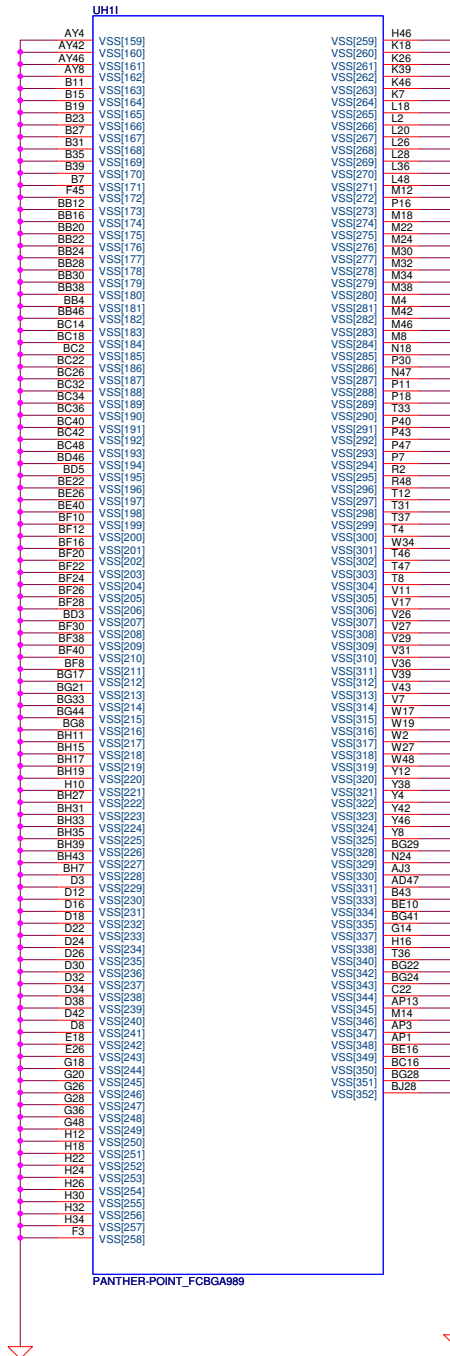 UH1I
AY4 VSS[159] VSS[259] H46
AY42 VSS[160] VSS[260] K18
AY46 VSS[161] VSS[261] K26
AY8 VSS[162] VSS[262] K39
B11 VSS[163] VSS[263] K46
B15 VSS[164] VSS[264] K7
B19 VSS[165] VSS[265] L18
B23 VSS[166] VSS[266] L2
B27 VSS[167] VSS[267] L20
B31 VSS[168] VSS[268] L26
B35 VSS[169] VSS[269] L28
B39 VSS[170] VSS[270] L36
B7 VSS[171] VSS[271] L48
F45 VSS[172] VSS[272] M12
BB12 VSS[173] VSS[273] P16
BB16 VSS[174] VSS[274] M18
BB20 VSS[175] VSS[275] M22
BB22 VSS[176] VSS[276] M24
BB24 VSS[177] VSS[277] M30
BB28 VSS[178] VSS[278] M32
BB30 VSS[179] VSS[279] M34
BB38 VSS[180] VSS[280] M38
BB4 VSS[181] VSS[281] M4
BB46 VSS[182] VSS[282] M42
BC14 VSS[183] VSS[283] M46
BC18 VSS[184] VSS[284] M8
BC2 VSS[185] VSS[285] N18
BC22 VSS[186] VSS[286] P30
BC26 VSS[187] VSS[287] N47
BC32 VSS[188] VSS[288] P11
BC34 VSS[189] VSS[289] P18
BC36 VSS[190] VSS[290] T33
BC40 VSS[191] VSS[291] P40
BC42 VSS[192] VSS[292] P43
BC48 VSS[193] VSS[293] P47
BD46 VSS[194] VSS[294] P7
BD5 VSS[195] VSS[295] R2
BE22 VSS[196] VSS[296] R48
BE26 VSS[197] VSS[297] T12
BE40 VSS[198] VSS[298] T31
BF10 VSS[199] VSS[299] T37
BF12 VSS[200] VSS[300] T4
BF16 VSS[201] VSS[301] W34
BF20 VSS[202] VSS[302] T46
BF22 VSS[203] VSS[303] T47
BF24 VSS[204] VSS[304] T8
BF26 VSS[205] VSS[305] V11
BF28 VSS[206] VSS[306] V17
BD3 VSS[207] VSS[307] V26
BF30 VSS[208] VSS[308] V27
BF38 VSS[209] VSS[309] V29
BF40 VSS[210] VSS[310] V31
BF8 VSS[211] VSS[311] V36
BG17 VSS[212] VSS[312] V39
BG21 VSS[213] VSS[313] V43
BG33 VSS[214] VSS[314] V7
BG44 VSS[215] VSS[315] W17
BG8 VSS[216] VSS[316] W19
BH11 VSS[217] VSS[317] W2
BH15 VSS[218] VSS[318] W27
BH17 VSS[219] VSS[319] W48
BH19 VSS[220] VSS[320] Y12
H10 VSS[221] VSS[321] Y38
BH27 VSS[222] VSS[322] Y4
BH31 VSS[223] VSS[323] Y42
BH33 VSS[224] VSS[324] Y46
BH35 VSS[225] VSS[325] Y8
BH39 VSS[226] VSS[328] BG29
BH43 VSS[227] VSS[329] N24
BH7 VSS[228] VSS[330] AJ3
D3 VSS[229] VSS[331] AD47
D12 VSS[230] VSS[333] B43
D16 VSS[231] VSS[334] BE10
D18 VSS[232] VSS[335] BG41
D22 VSS[233] VSS[337] G14
D24 VSS[234] VSS[338] H16
D26 VSS[235] VSS[340] T36
D30 VSS[236] VSS[342] BG22
D32 VSS[237] VSS[343] BG24
D34 VSS[238] VSS[344] C22
D38 VSS[239] VSS[345] AP13
D42 VSS[240] VSS[346] M14
D8 VSS[241] VSS[347] AP3
E18 VSS[242] VSS[348] AP1
E26 VSS[243] VSS[349] BE16
G18 VSS[244] VSS[350] BC16
G20 VSS[245] VSS[351] BG28
G26 VSS[246] VSS[352] BJ28
G28 VSS[247]
G36 VSS[248]
G48 VSS[249]
H12 VSS[250]
H18 VSS[251]
H22 VSS[252]
H24 VSS[253]
H26 VSS[254]
H30 VSS[255]
H32 VSS[256]
H34 VSS[257]
F3 VSS[258]
PANTHER-POINT_FCBGA989